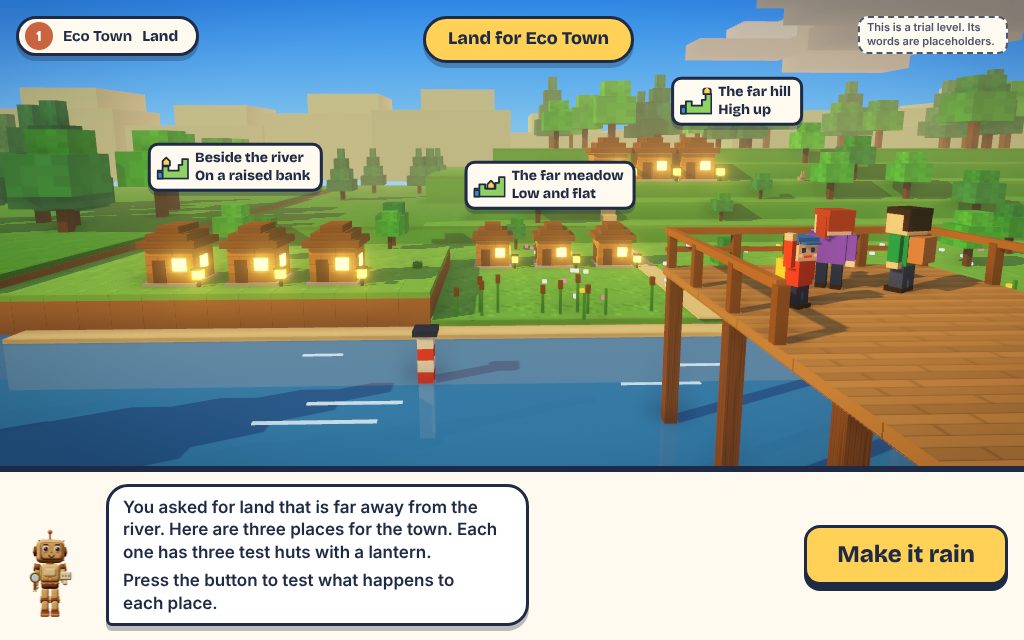 1 Eco Town Land
Land for Eco Town
This is a trial level. Its
words are placeholders.
The far hill
High up
Beside the river
On a raised bank
The far meadow
Low and flat
You asked for land that is far away from the
river. Here are three places for the town. Each
one has three test huts with a lantern.
Press the button to test what happens to
each place.
Make it rain